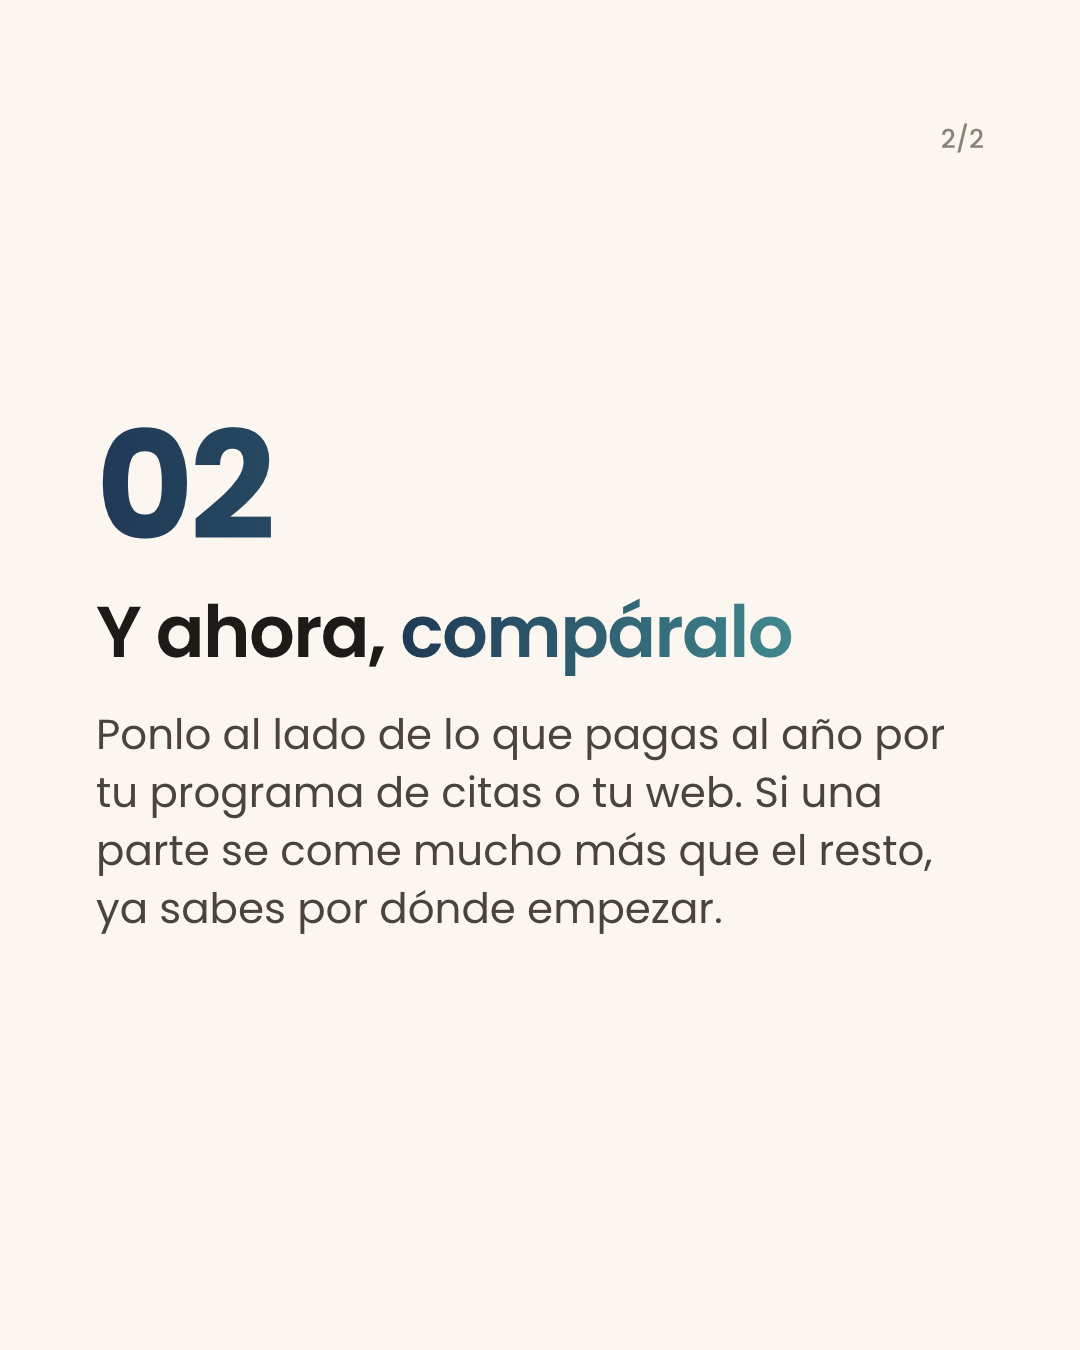 2/2
02
Y ahora, compáralo
Ponlo al lado de lo que pagas al año por
tu programa de citas o tu web. Si una
parte se come mucho más que el resto,
ya sabes por dónde empezar.